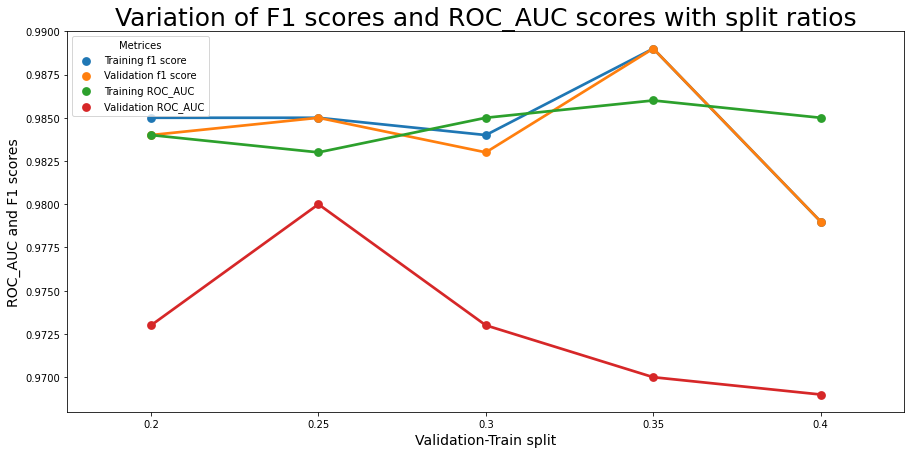 Variation of F1 scores and ROC_AUC scores with split ratios
Metrices
Training f1 score
Validation f1 score
Training ROC_AUC
Validation ROC_AUC
ROC_AUC and F1 scores
0.9900
0.9875
0.9850
0.9825
0.9800
0.9775
0.9750
0.9725
0.9700
0.2
0.25
0.3
0.35
0.4
Validation-Train split